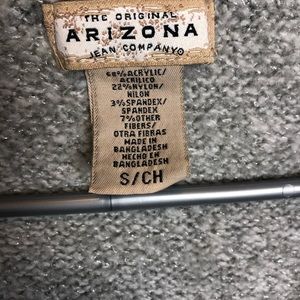 THE ORIGINAL
ARIZONA
JEAN COMPANY©
68%ACRYLIC/
ACRILICO
22%NYLON/
NILON
3%SPANDEX/
SPANDEX
7%OTHER
FIBERS/
OTRA FIBRAS
MADE IN
BANGLADESH
HECHO EN
BANGLADESH
S/CH